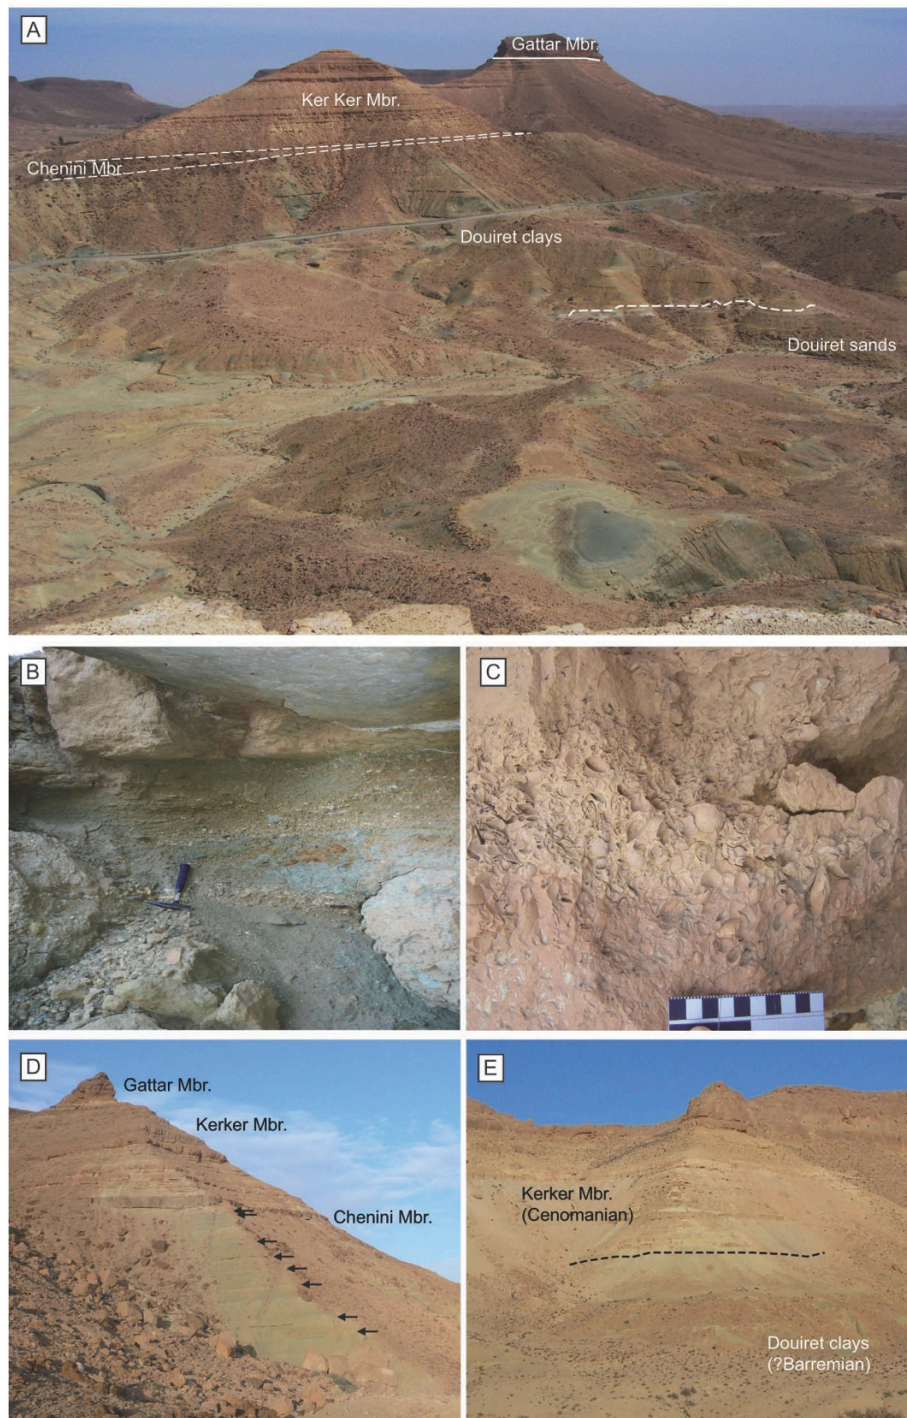 A
Gattar Mbr.
Ker Ker Mbr.
Chenini Mbr.
Douiret clays
Douiret sands
B
C
D
Gattar Mbr.
Kerker Mbr.
Chenini Mbr.
E
Kerker Mbr.
(Cenomanian)
Douiret clays
(?Barremian)